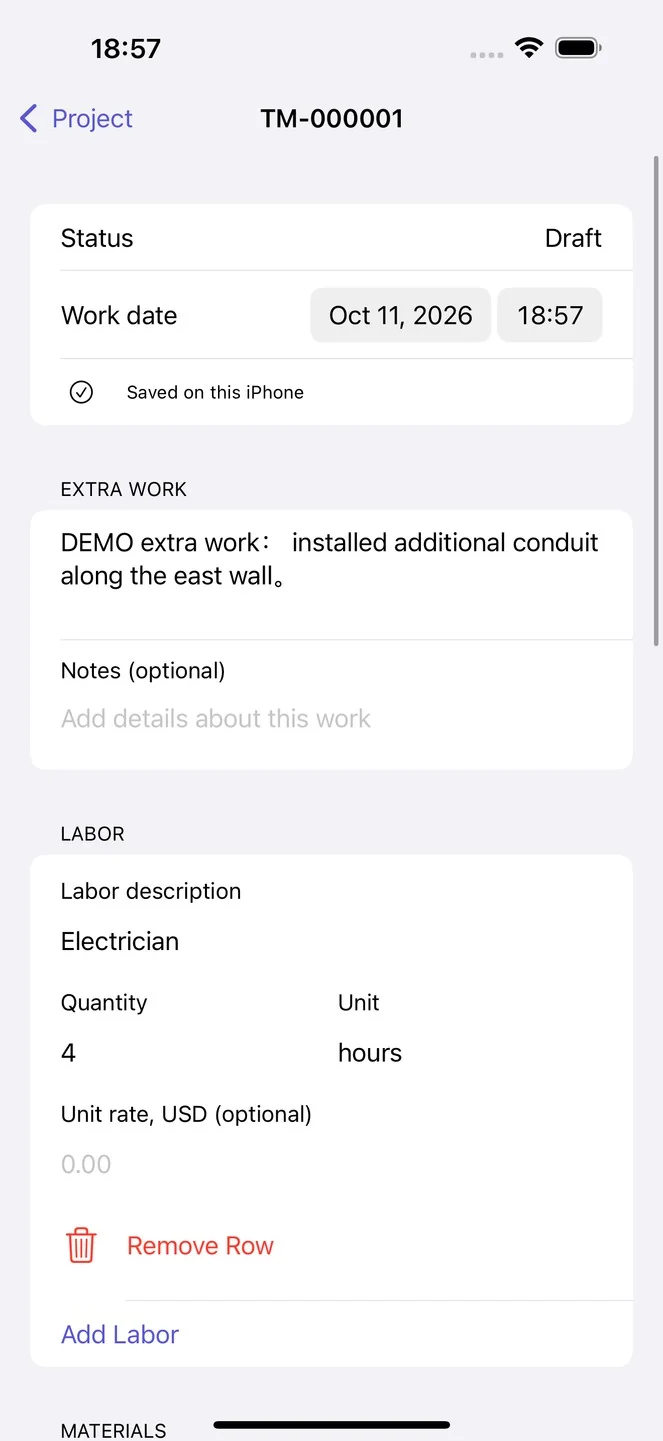 18:57
Project
TM-000001
Status
Draft
Work date
Oct 11, 2026
18:57
Saved on this iPhone
EXTRA WORK
DEMO extra work： installed additional conduit
along the east wall。
Notes (optional)
Add details about this work
LABOR
Labor description
Electrician
Quantity
Unit
4
hours
Unit rate, USD (optional)
0.00
Remove Row
Add Labor
MATERIALS